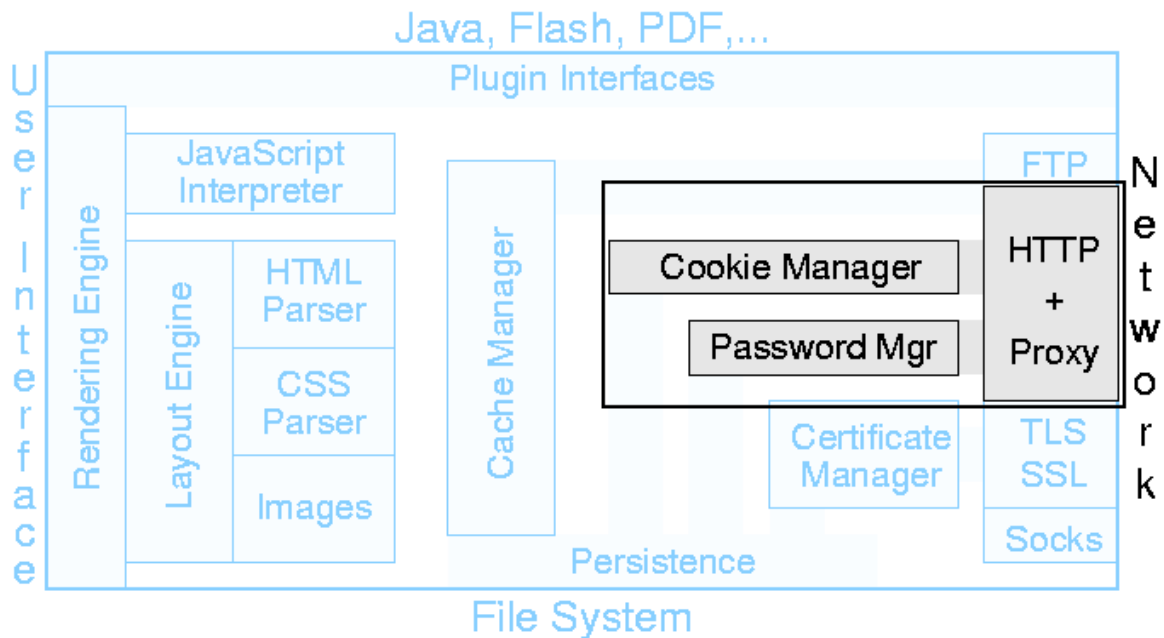 Java, Flash, PDF,...
Plugin Interfaces
User Interface
Rendering Engine
JavaScript
Interpreter
Layout Engine
HTML
Parser
CSS
Parser
Images
Cache Manager
Cookie Manager
Password Mgr
Certificate
Manager
FTP
HTTP
+
Proxy
TLS
SSL
Socks
Network
Persistence
File System